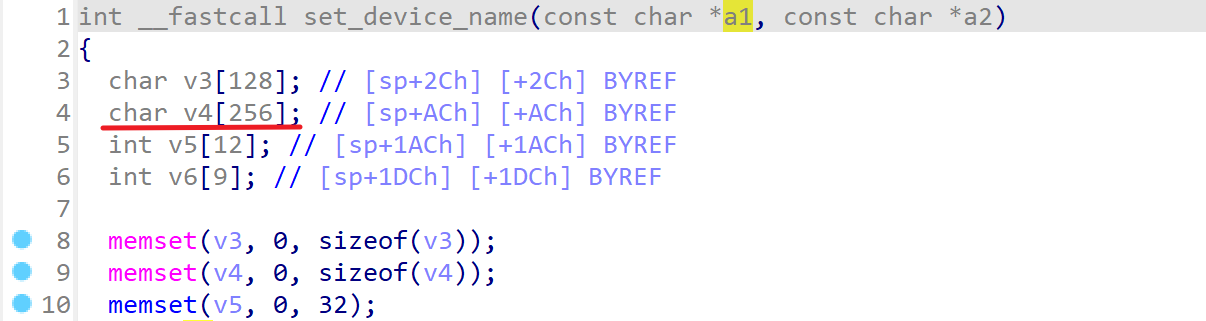 1 int __fastcall set_device_name(const char *a1, const char *a2)
2 {
3 char v3[128]; // [sp+2Ch] [+2Ch] BYREF
4 char v4[256]; // [sp+ACh] [+ACh] BYREF
5 int v5[12]; // [sp+1ACh] [+1ACh] BYREF
6 int v6[9]; // [sp+1DCh] [+1DCh] BYREF
7
8 memset(v3, 0, sizeof(v3));
9 memset(v4, 0, sizeof(v4));
10 memset(v5, 0, 32);